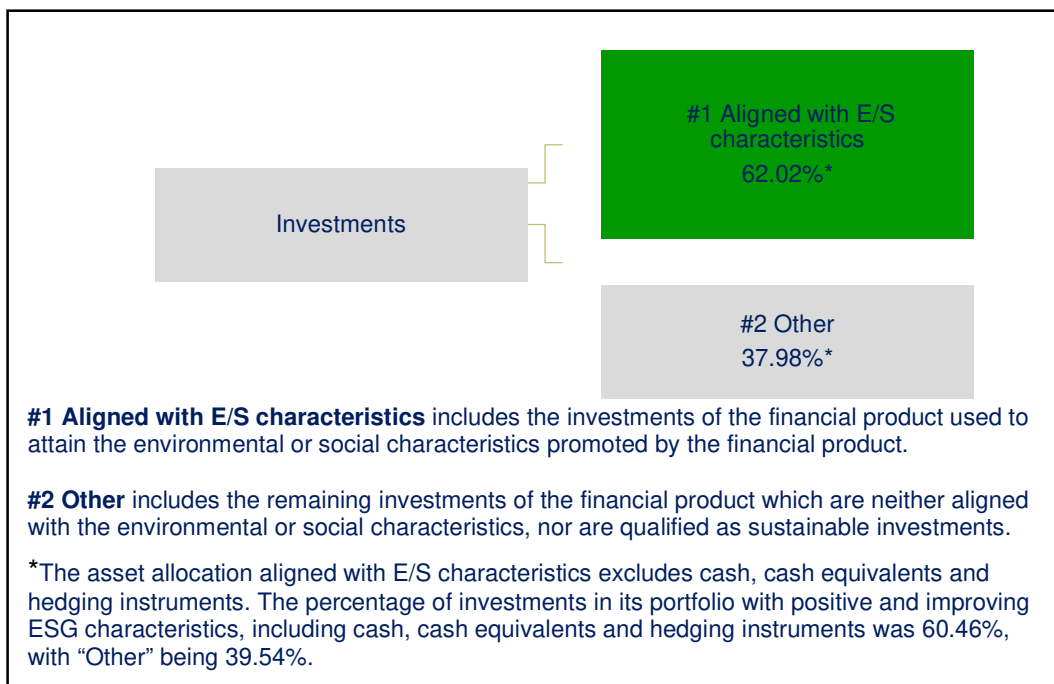 #1 Aligned with E/S
characteristics
62.02%*
Investments
#2 Other
37.98%*
#1 Aligned with E/S characteristics includes the investments of the financial product used to
attain the environmental or social characteristics promoted by the financial product.
#2 Other includes the remaining investments of the financial product which are neither aligned
with the environmental or social characteristics, nor are qualified as sustainable investments.
*The asset allocation aligned with E/S characteristics excludes cash, cash equivalents and
hedging instruments. The percentage of investments in its portfolio with positive and improving
ESG characteristics, including cash, cash equivalents and hedging instruments was 60.46%,
with “Other” being 39.54%.